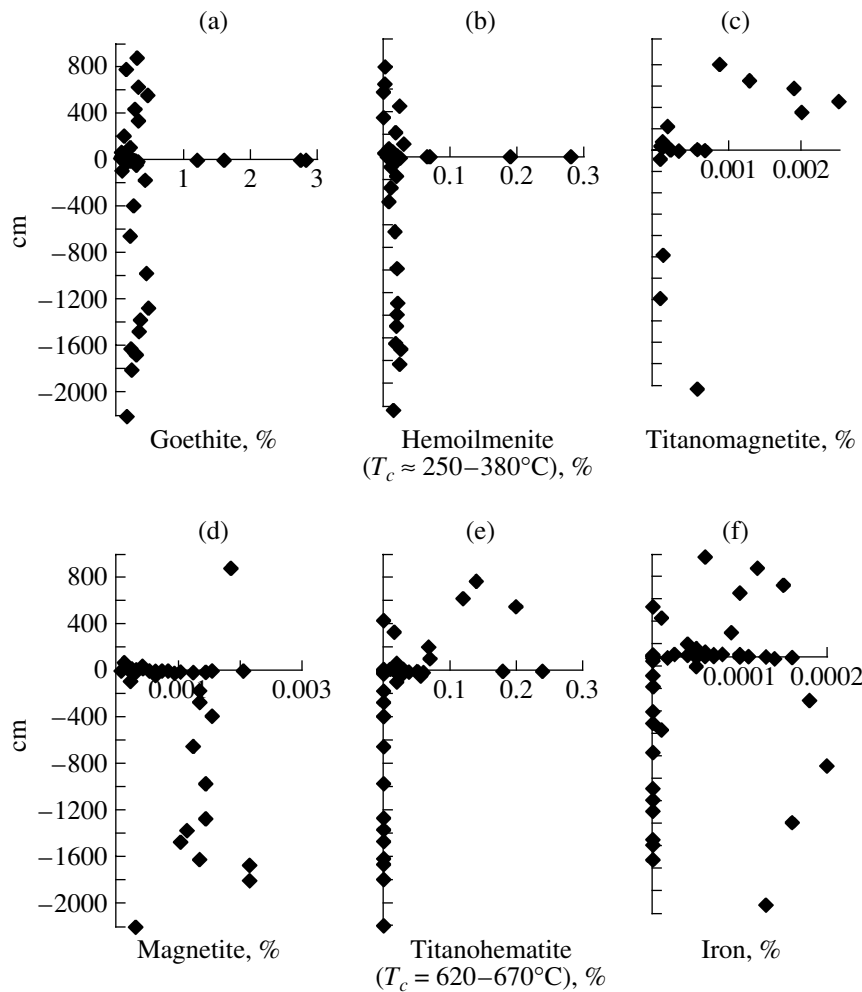 (a) (b) (c)
800
400
0
–400
–800
–1200
–1600
–2000
cm
1 2 3
0.1 0.2 0.3
0.001 0.002
Goethite, %
Hemoilmenite
(Tc ≈ 250–380°C), %
Titanomagnetite, %
(d) (e) (f)
800
400
0
–400
–800
–1200
–1600
–2000
cm
0.001 0.003
0.1 0.2 0.3
0.0001 0.0002
Magnetite, %
Titanohematite
(Tc = 620–670°C), %
Iron, %